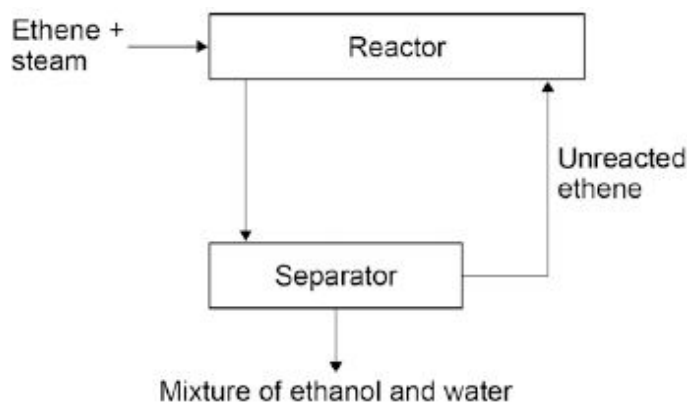 Ethene +
steam
Reactor
Unreacted
ethene
Separator
Mixture of ethanol and water